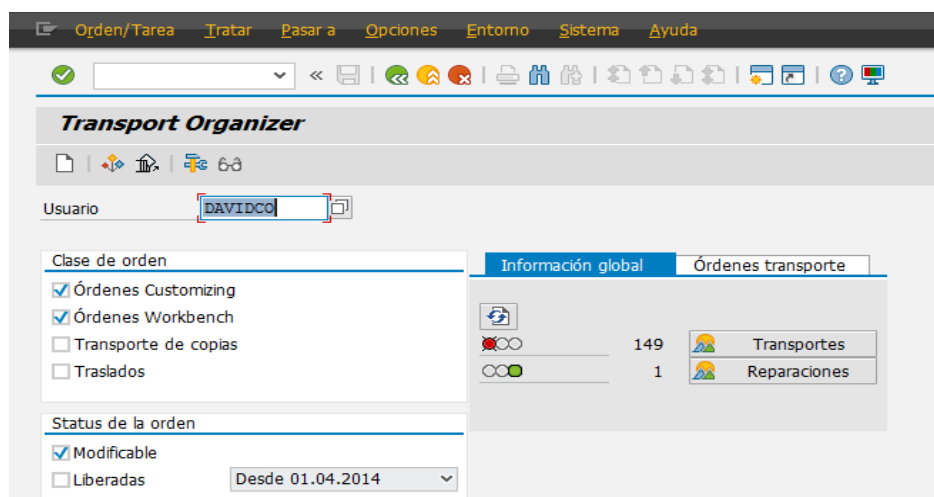 Orden/Tarea Tratar Pasar a Opciones Entorno Sistema Ayuda
Transport Organizer
Usuario DAVIDCO
Clase de orden
Órdenes Customizing
Órdenes Workbench
Transporte de copias
Traslados
Status de la orden
Modificable
Liberadas Desde 01.04.2014
Información global Órdenes transporte
149 Transportes
1 Reparaciones